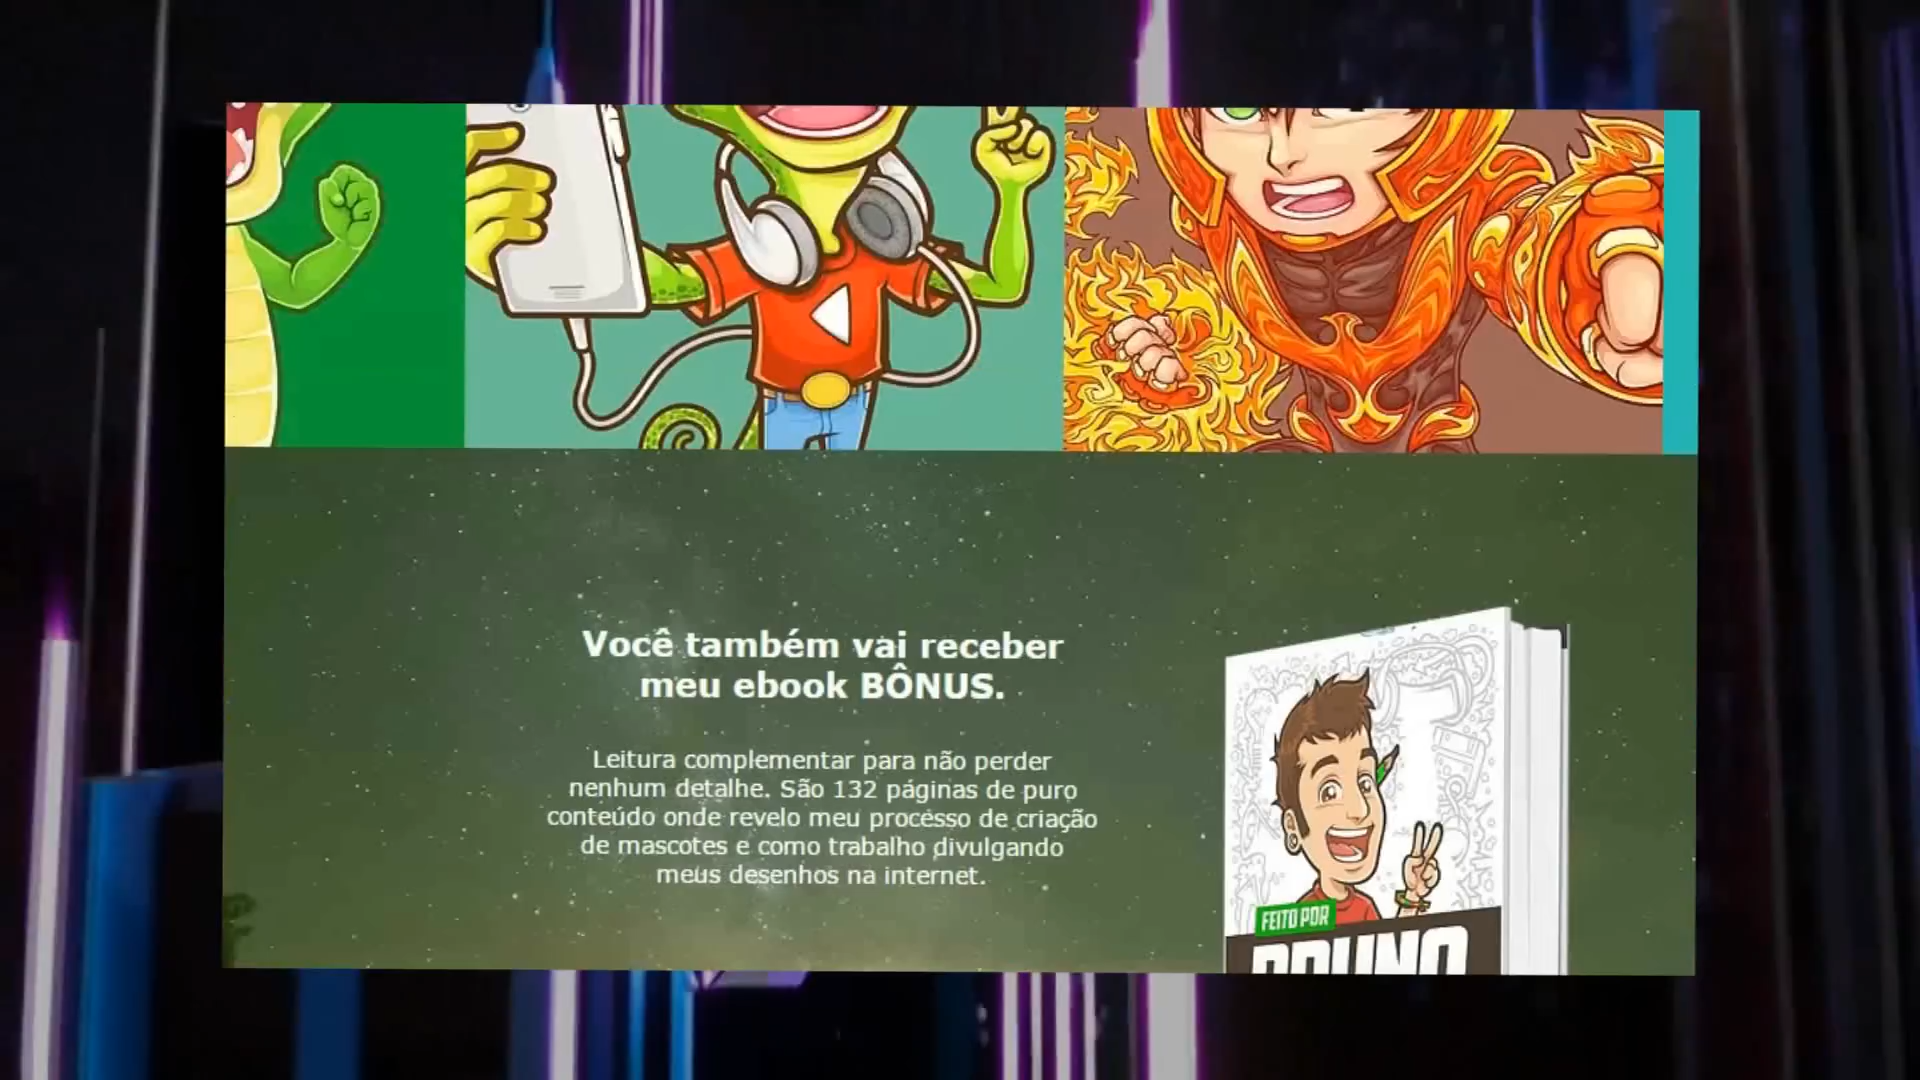 Você também vai receber
meu ebook BÔNUS.
Leitura complementar para não perder
nenhum detalhe. São 132 páginas de puro
conteúdo onde revelo meu processo de criação
de mascotes e como trabalho divulgando
meus desenhos na internet.
FEITO POR
BRUNO